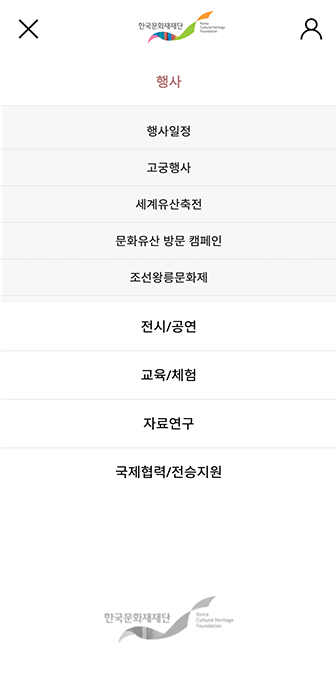 한국문화재재단
Korea
Cultural Heritage
Foundation
행사
행사일정
고궁행사
세계유산축전
문화유산 방문 캠페인
조선왕릉문화제
전시/공연
교육/체험
자료연구
국제협력/전승지원
한국문화재재단
Korea
Cultural Heritage
Foundation